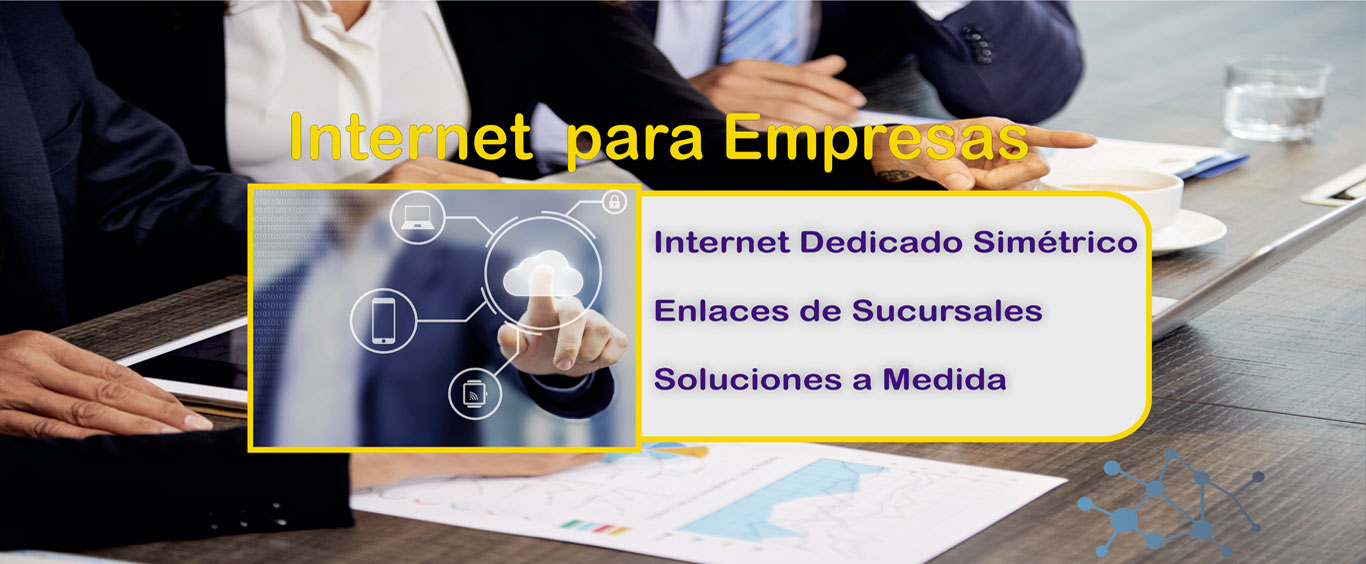 Internet para Empresas
Internet Dedicado Simétrico
Enlaces de Sucursales
Soluciones a Medida